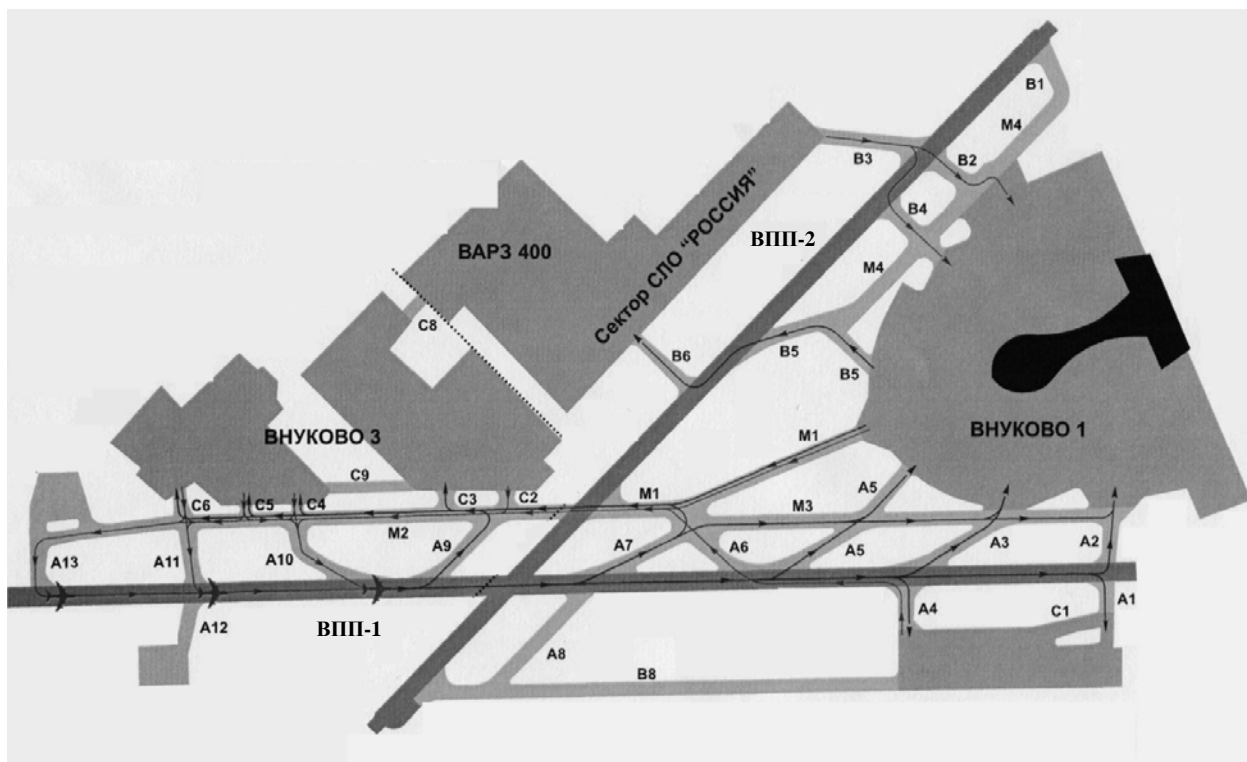 B1
M4
B3
B2
B4
ВПП-2
Сектор СЛО “РОССИЯ”
ВАРЗ 400
M4
C8
B6
B5
B5
ВНУКОВО 3
ВНУКОВО 1
M1
C9
A5
C6
C5
C4
C3
C2
M1
M3
M2
A13
A11
A10
A9
A7
A6
A5
A3
A2
A12
ВПП-1
A4
C1
A1
A8
B8